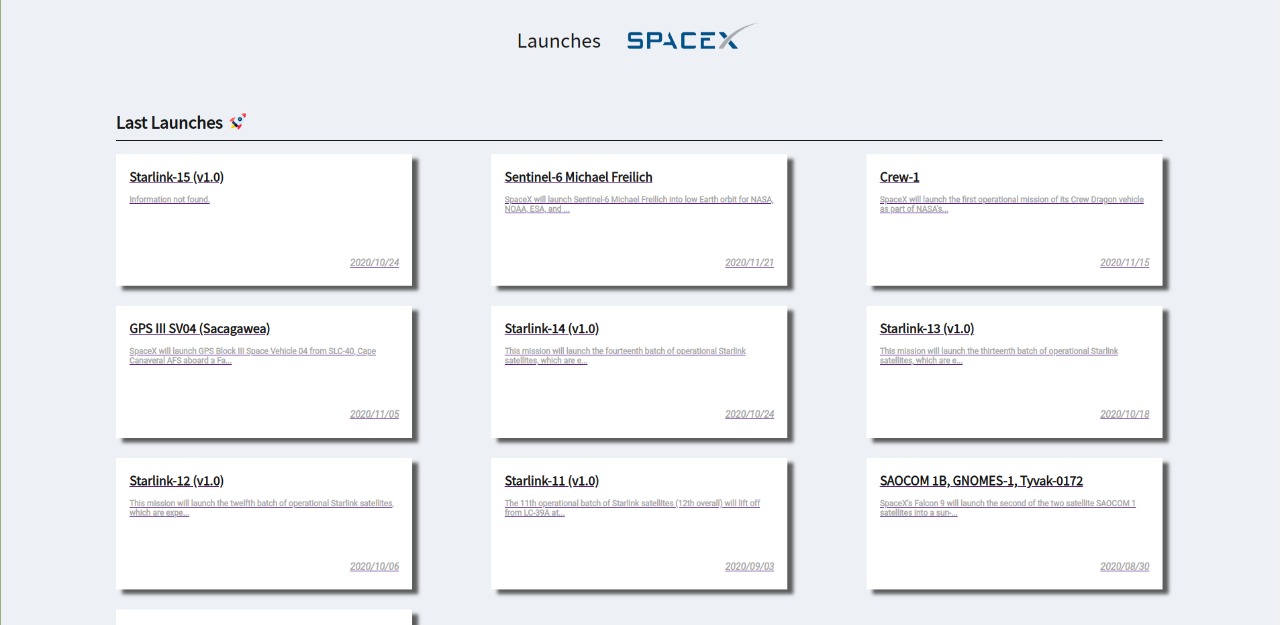 Launches SPACEX
Last Launches
Starlink-15 (v1.0)
Information not found.
2020/10/24
Sentinel-6 Michael Freilich
SpaceX will launch Sentinel-6 Michael Freilich into low Earth orbit for NASA,
NOAA, ESA, and ...
2020/11/21
Crew-1
SpaceX will launch the first operational mission of its Crew Dragon vehicle
as part of NASA's...
2020/11/15
GPS III SV04 (Sacagawea)
SpaceX will launch GPS Block III Space Vehicle 04 from SLC-40, Cape
Canaveral AFS aboard a Fa...
2020/11/05
Starlink-14 (v1.0)
This mission will launch the fourteenth batch of operational Starlink
satellites, which are e...
2020/10/24
Starlink-13 (v1.0)
This mission will launch the thirteenth batch of operational Starlink
satellites, which are e...
2020/10/18
Starlink-12 (v1.0)
This mission will launch the twelfth batch of operational Starlink satellites,
which are expe...
2020/10/06
Starlink-11 (v1.0)
The 11th operational batch of Starlink satellites (12th overall) will lift off
from LC-39A at...
2020/09/03
SAOCOM 1B, GNOMES-1, Tyvak-0172
SpaceX's Falcon 9 will launch the second of the two satellite SAOCOM 1
satellites into a sun-...
2020/08/30